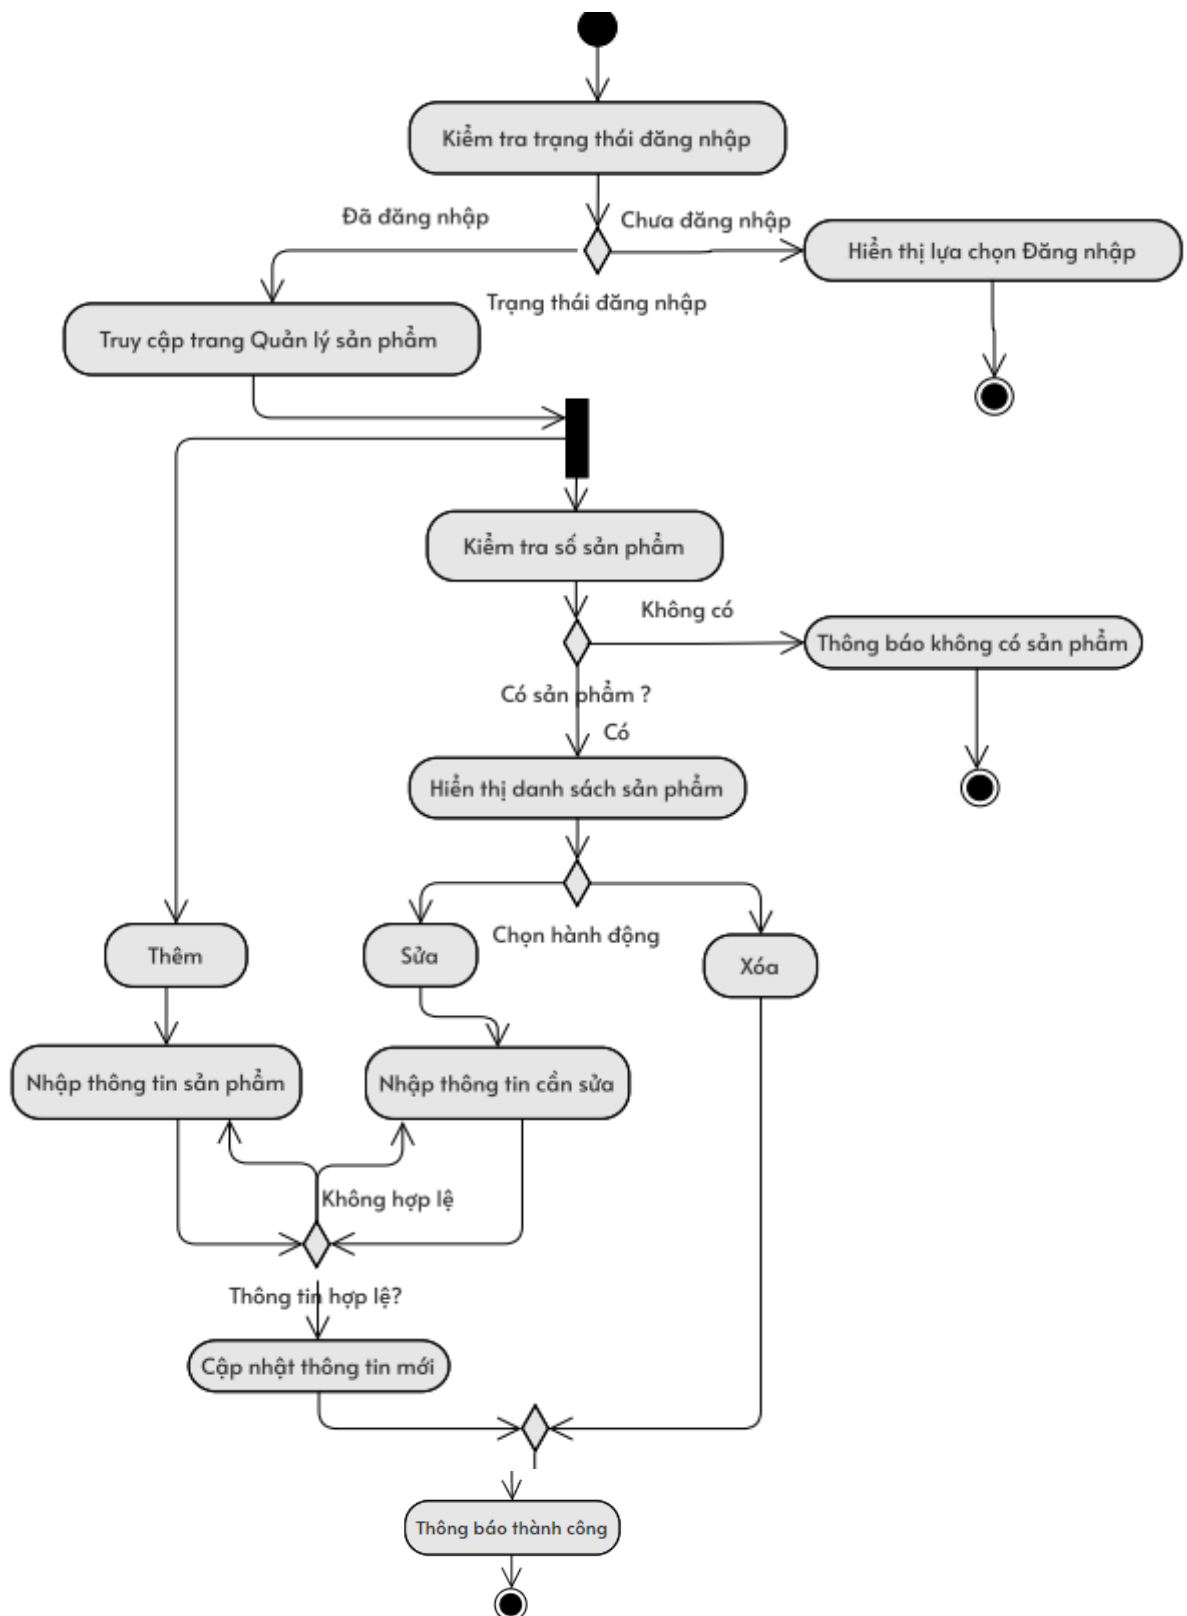 Kiểm tra trạng thái đăng nhập
Đã đăng nhập
Chưa đăng nhập
Hiển thị lựa chọn Đăng nhập
Trạng thái đăng nhập
Truy cập trang Quản lý sản phẩm
Kiểm tra số sản phẩm
Không có
Thông báo không có sản phẩm
Có sản phẩm ?
Có
Hiển thị danh sách sản phẩm
Chọn hành động
Thêm
Sửa
Xóa
Nhập thông tin sản phẩm
Nhập thông tin cần sửa
Không hợp lệ
Thông tin hợp lệ?
Cập nhật thông tin mới
Thông báo thành công